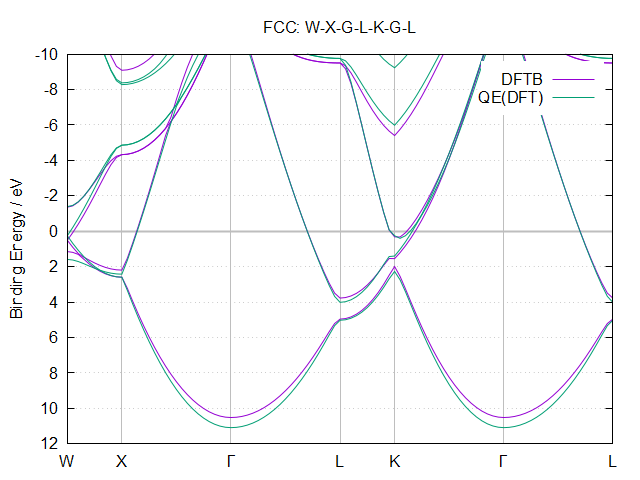 FCC: W-X-G-L-K-G-L
-10
DFTB
-8
QE(DFT)
-6
-4
-2
0
2
4
6
8
10
12
Binding Energy / eV
W X Γ L K Γ L